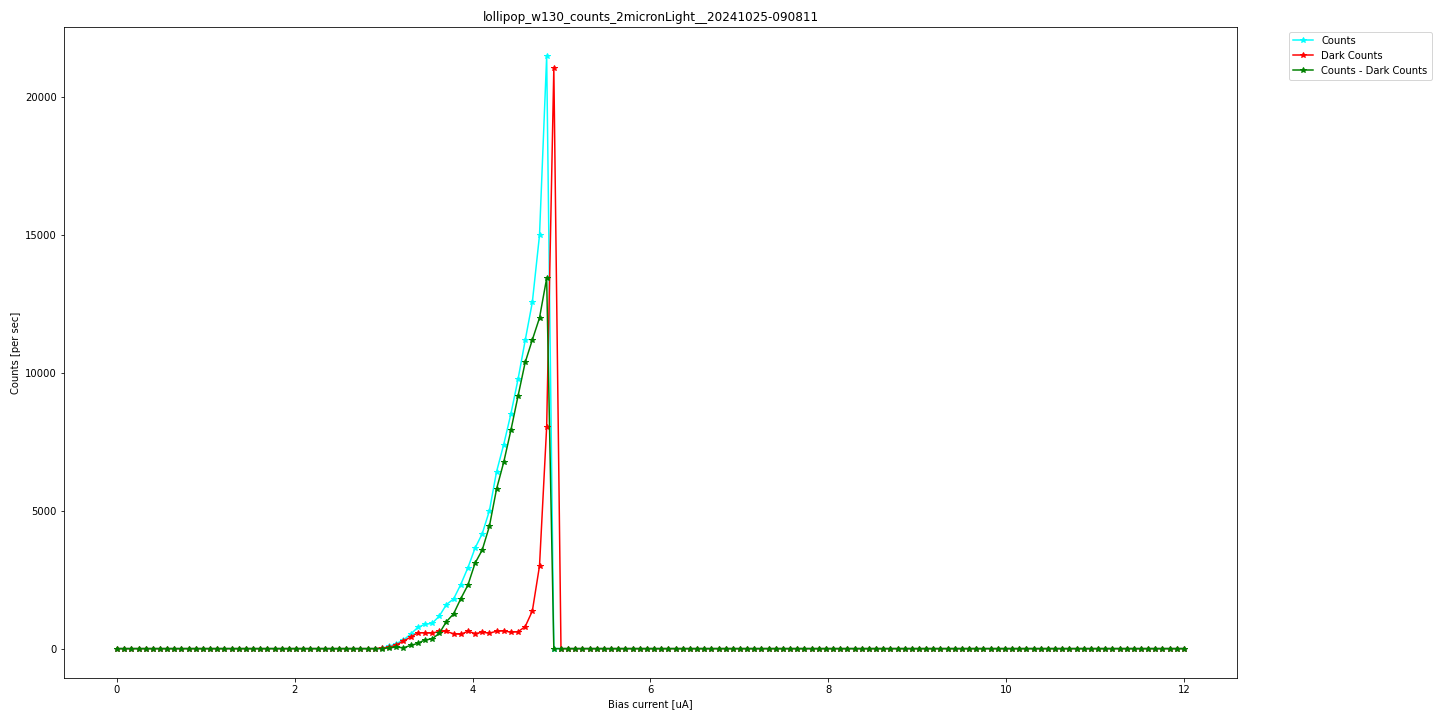 lollipop_w130_counts_2micronLight__20241025-090811
Counts
Dark Counts
Counts - Dark Counts
Counts [per sec]
20000
15000
10000
5000
0
0 2 4 6 8 10 12
Bias current [uA]